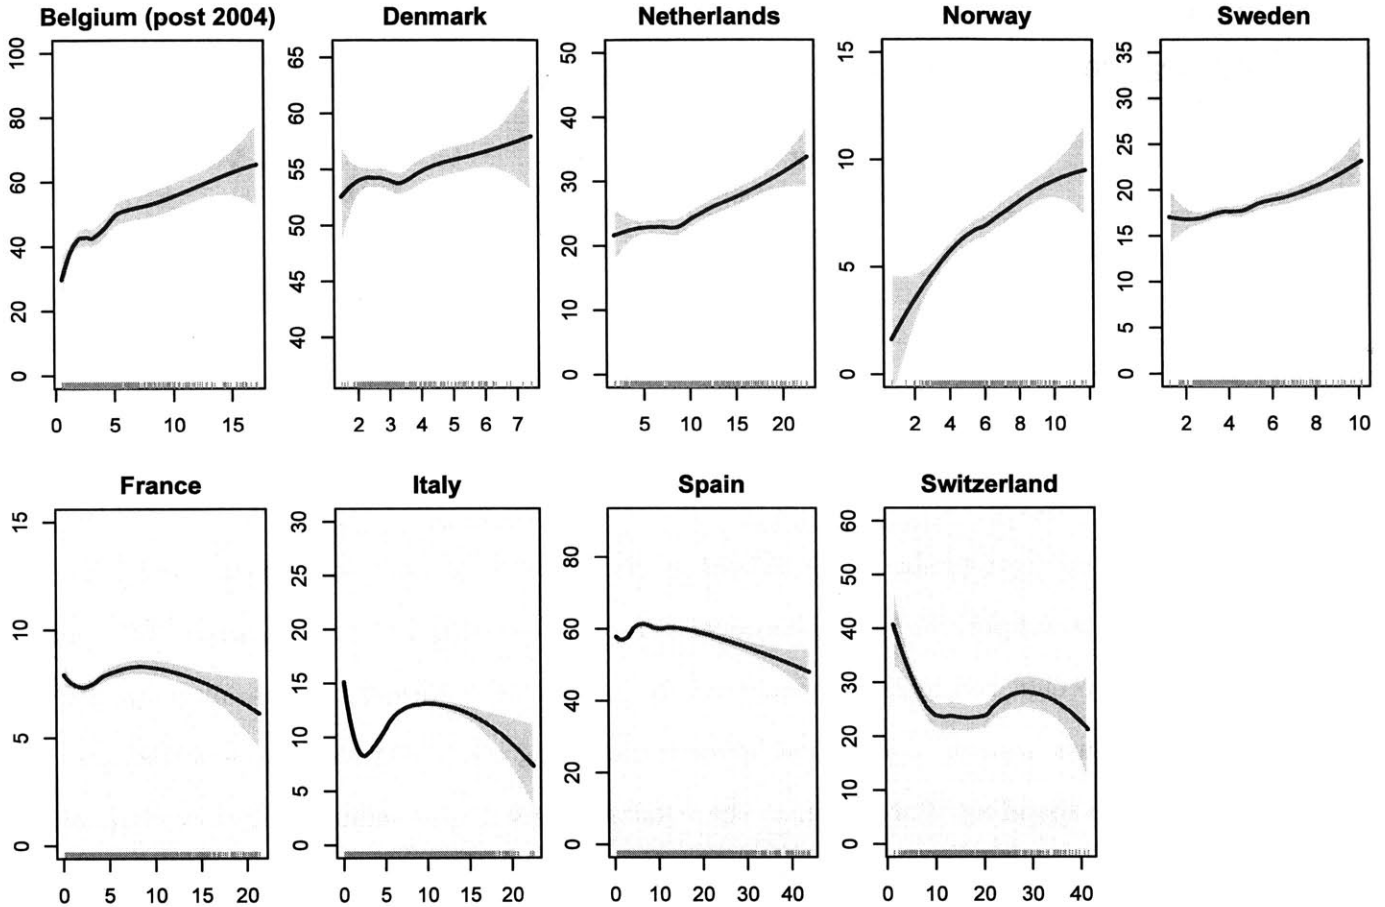 Belgium (post 2004) Denmark Netherlands Norway Sweden
100 80 60 40 20 0
65 60 55 50 45 40
50 40 30 20 10 0
15 10 5 0
35 30 25 20 15 10 5 0
0 5 10 15
2 3 4 5 6 7
5 10 15 20
2 4 6 8 10
2 4 6 8 10
France Italy Spain Switzerland
15 10 5 0
30 25 20 15 10 5 0
80 60 40 20 0
60 50 40 30 20 10 0
0 5 10 15 20
0 5 10 15 20
0 10 20 30 40
0 10 20 30 40